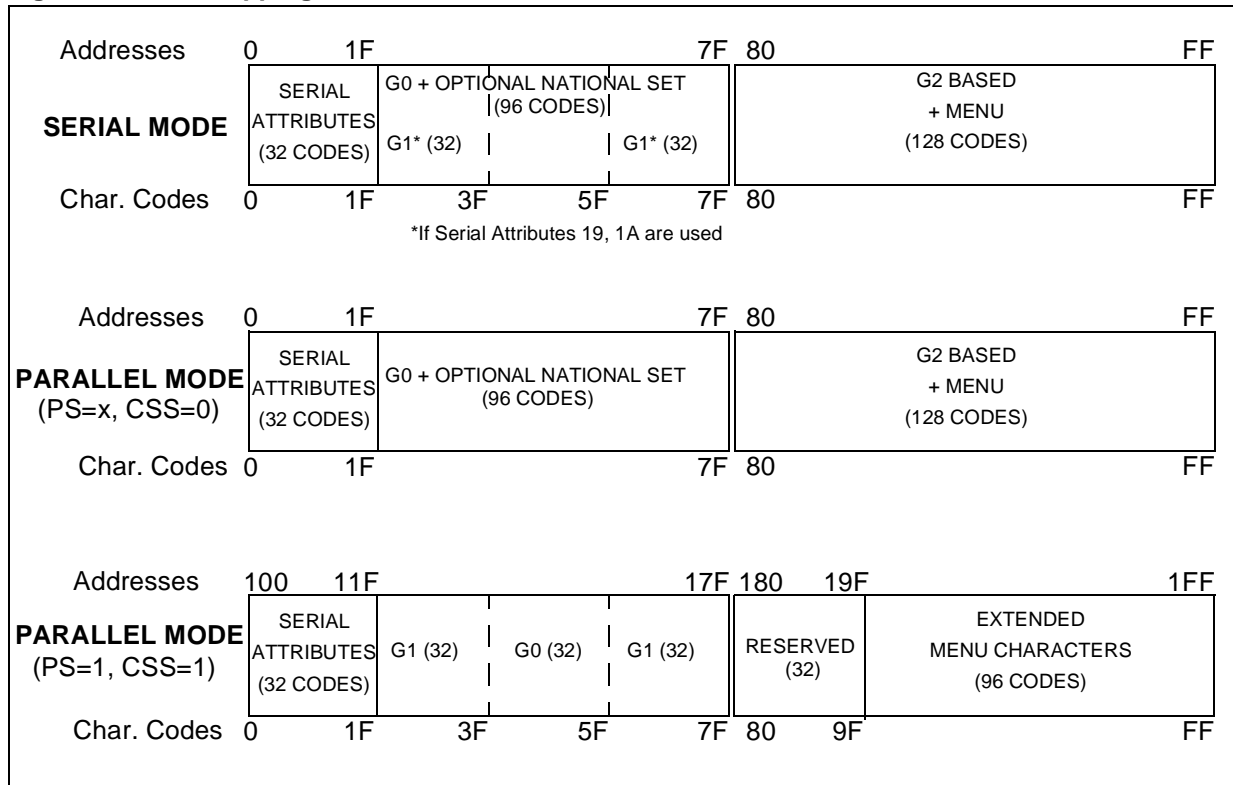 Addresses 0 1F 7F 80 FF
SERIAL MODE
SERIAL
ATTRIBUTES
(32 CODES)
G0 + OPTIONAL NATIONAL SET
(96 CODES)
G1* (32) G1* (32)
G2 BASED
+ MENU
(128 CODES)
Char. Codes 0 1F 3F 5F 7F 80 FF
*If Serial Attributes 19, 1A are used
Addresses 0 1F 7F 80 FF
PARALLEL MODE
(PS=x, CSS=0)
SERIAL
ATTRIBUTES
(32 CODES)
G0 + OPTIONAL NATIONAL SET
(96 CODES)
G2 BASED
+ MENU
(128 CODES)
Char. Codes 0 1F 7F 80 FF
Addresses 100 11F 17F 180 19F 1FF
PARALLEL MODE
(PS=1, CSS=1)
SERIAL
ATTRIBUTES
(32 CODES)
G1 (32) G0 (32) G1 (32)
RESERVED
(32)
EXTENDED
MENU CHARACTERS
(96 CODES)
Char. Codes 0 1F 3F 5F 7F 80 9F FF